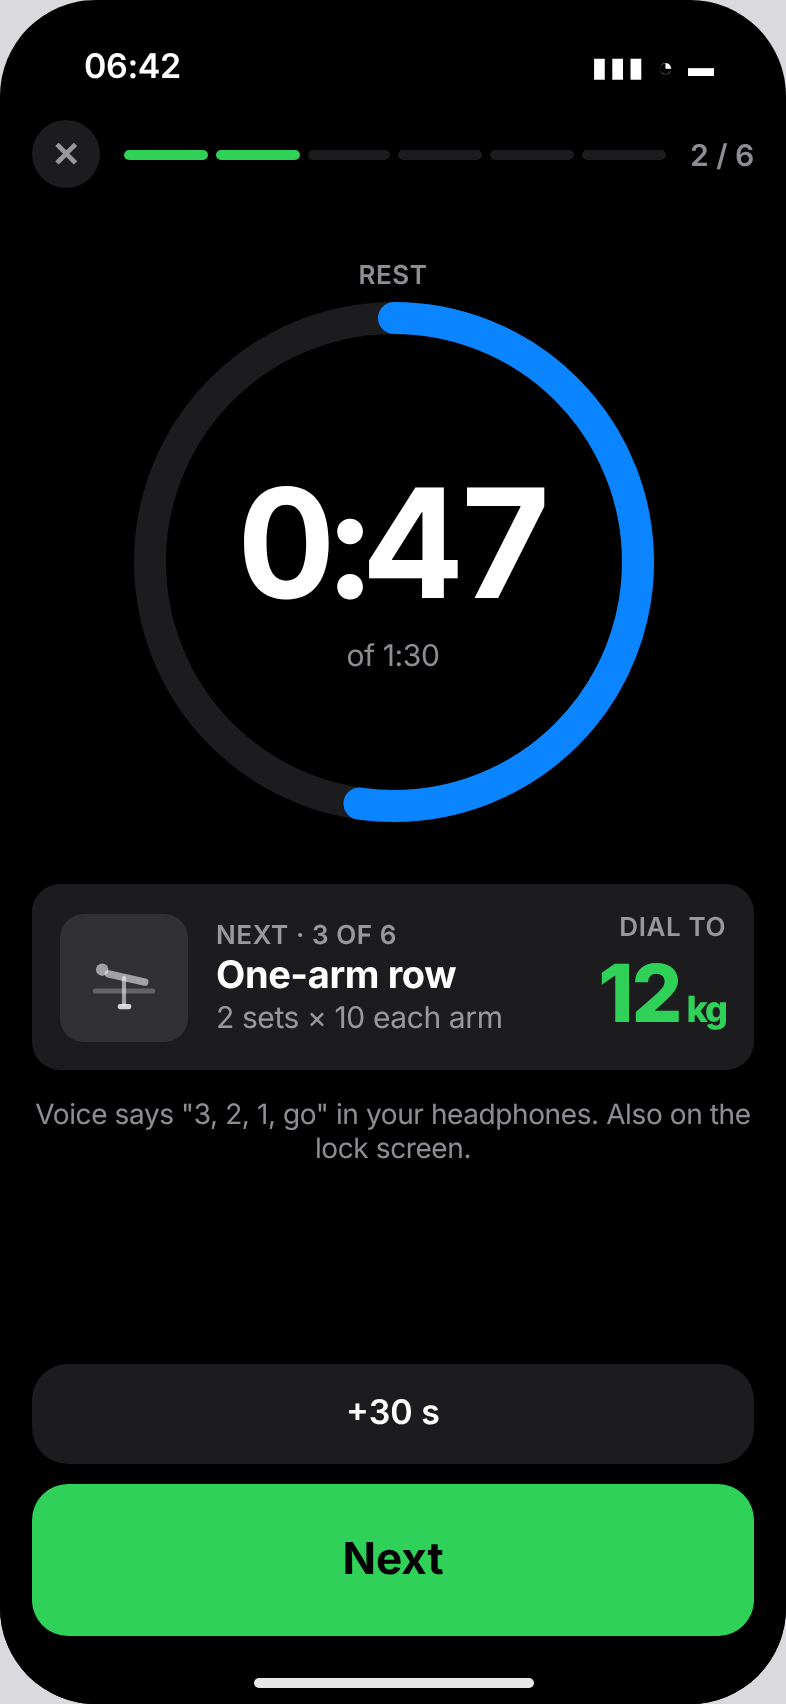 06:42
2 / 6
REST
0:47
of 1:30
NEXT · 3 OF 6
One-arm row
2 sets × 10 each arm
DIAL TO
12 kg
Voice says "3, 2, 1, go" in your headphones. Also on the
lock screen.
+30 s
Next